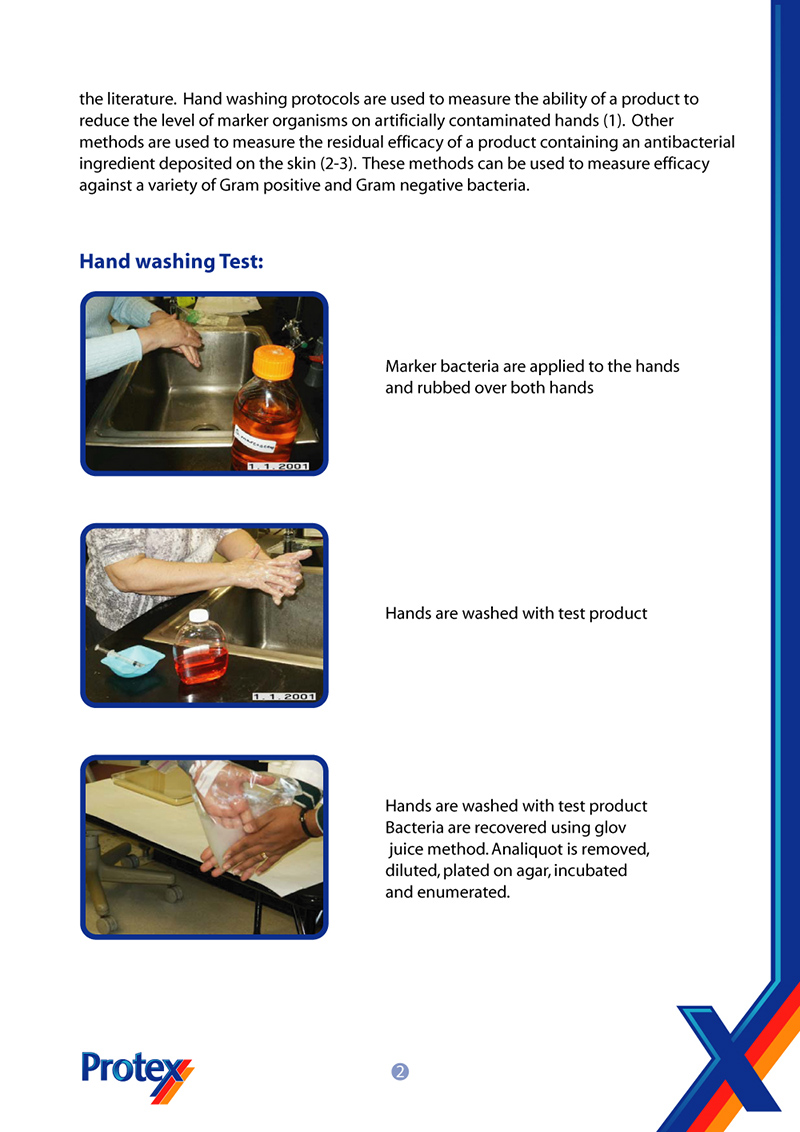 the literature. Hand washing protocols are used to measure the ability of a product to
reduce the level of marker organisms on artificially contaminated hands (1). Other
methods are used to measure the residual efficacy of a product containing an antibacterial
ingredient deposited on the skin (2-3). These methods can be used to measure efficacy
against a variety of Gram positive and Gram negative bacteria.
Hand washing Test:
1. 1. 2001
Marker bacteria are applied to the hands
and rubbed over both hands
1. 1. 2001
Hands are washed with test product
Hands are washed with test product
Bacteria are recovered using glov
juice method. Analiquot is removed,
diluted, plated on agar, incubated
and enumerated.
Protex
2
X